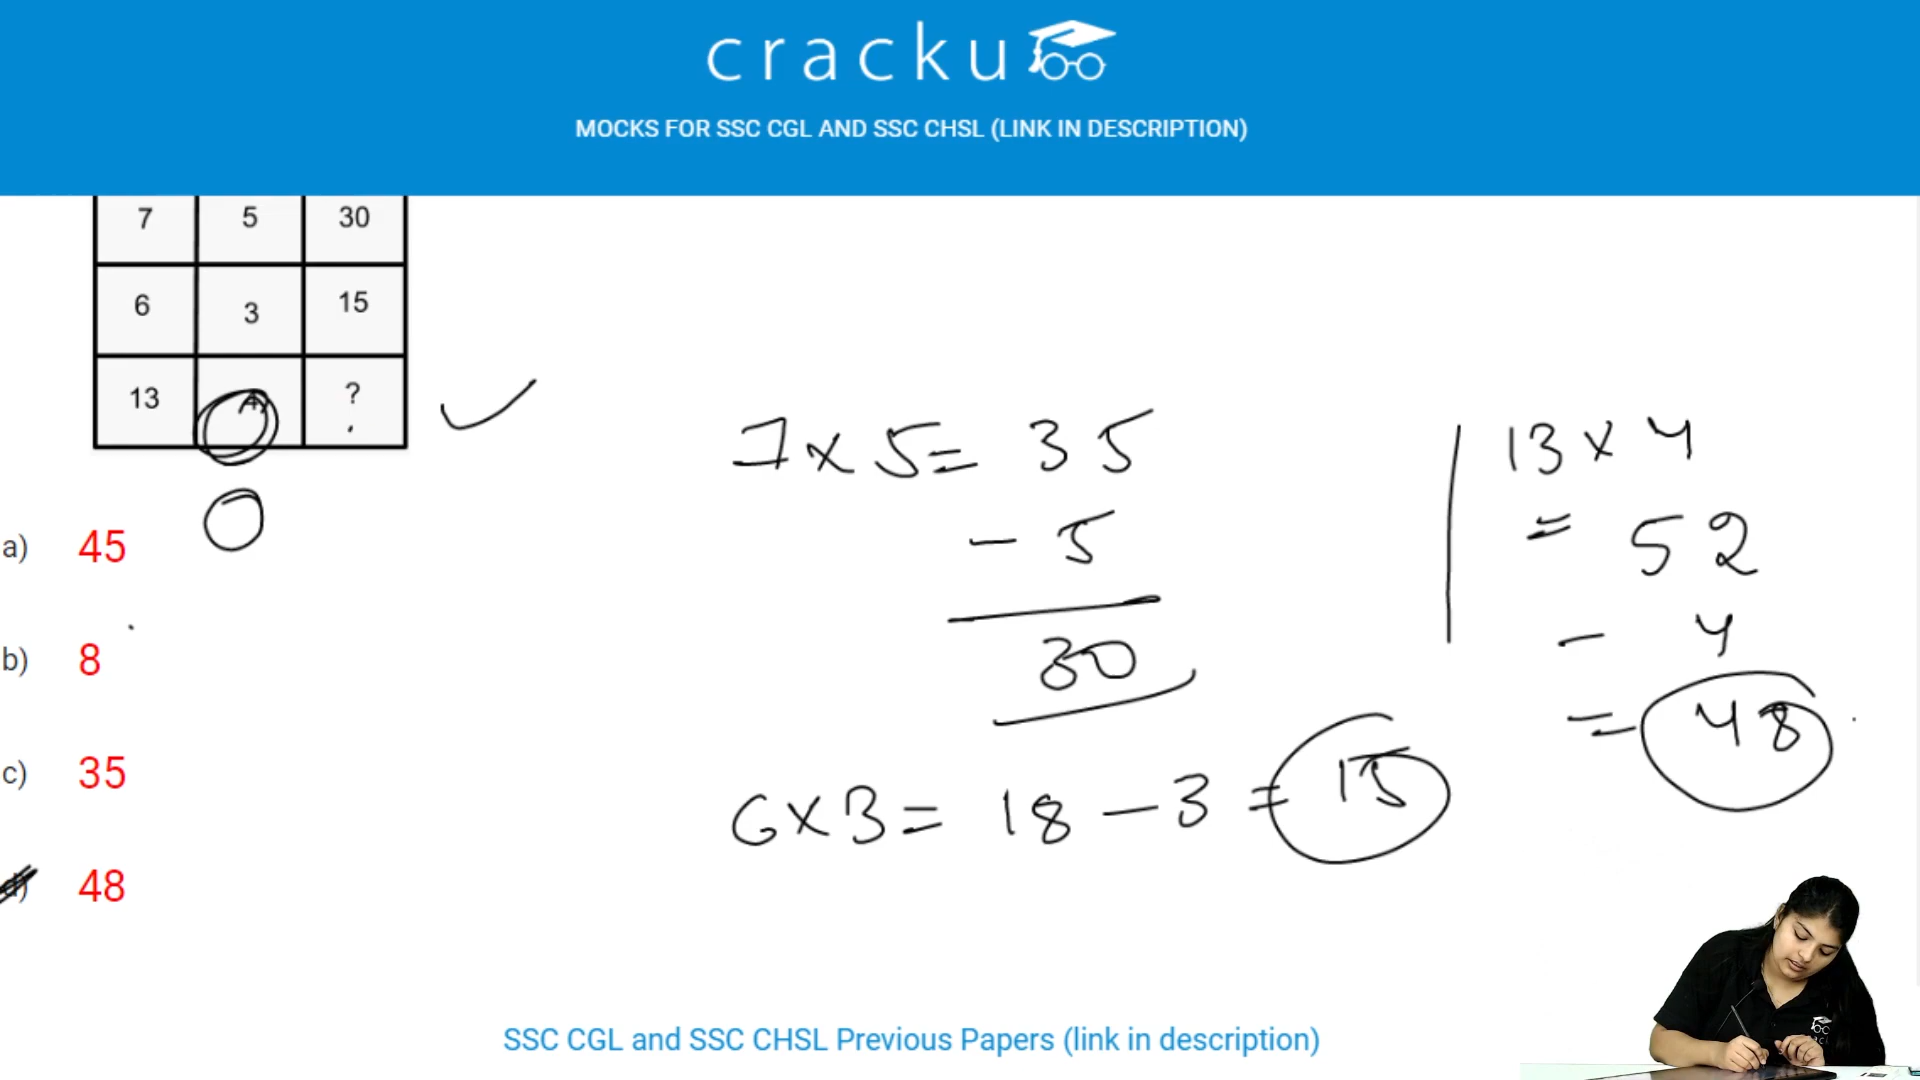 cracku
MOCKS FOR SSC CGL AND SSC CHSL (LINK IN DESCRIPTION)
7 5 30
6 3 15
13 4 ?
a) 45
b) 8
c) 35
d) 48
7 x 5 = 35
- 5
30
6 x 3 = 18 - 3 = 15
13 x 4
= 52
- 4
= 48
SSC CGL and SSC CHSL Previous Papers (link in description)